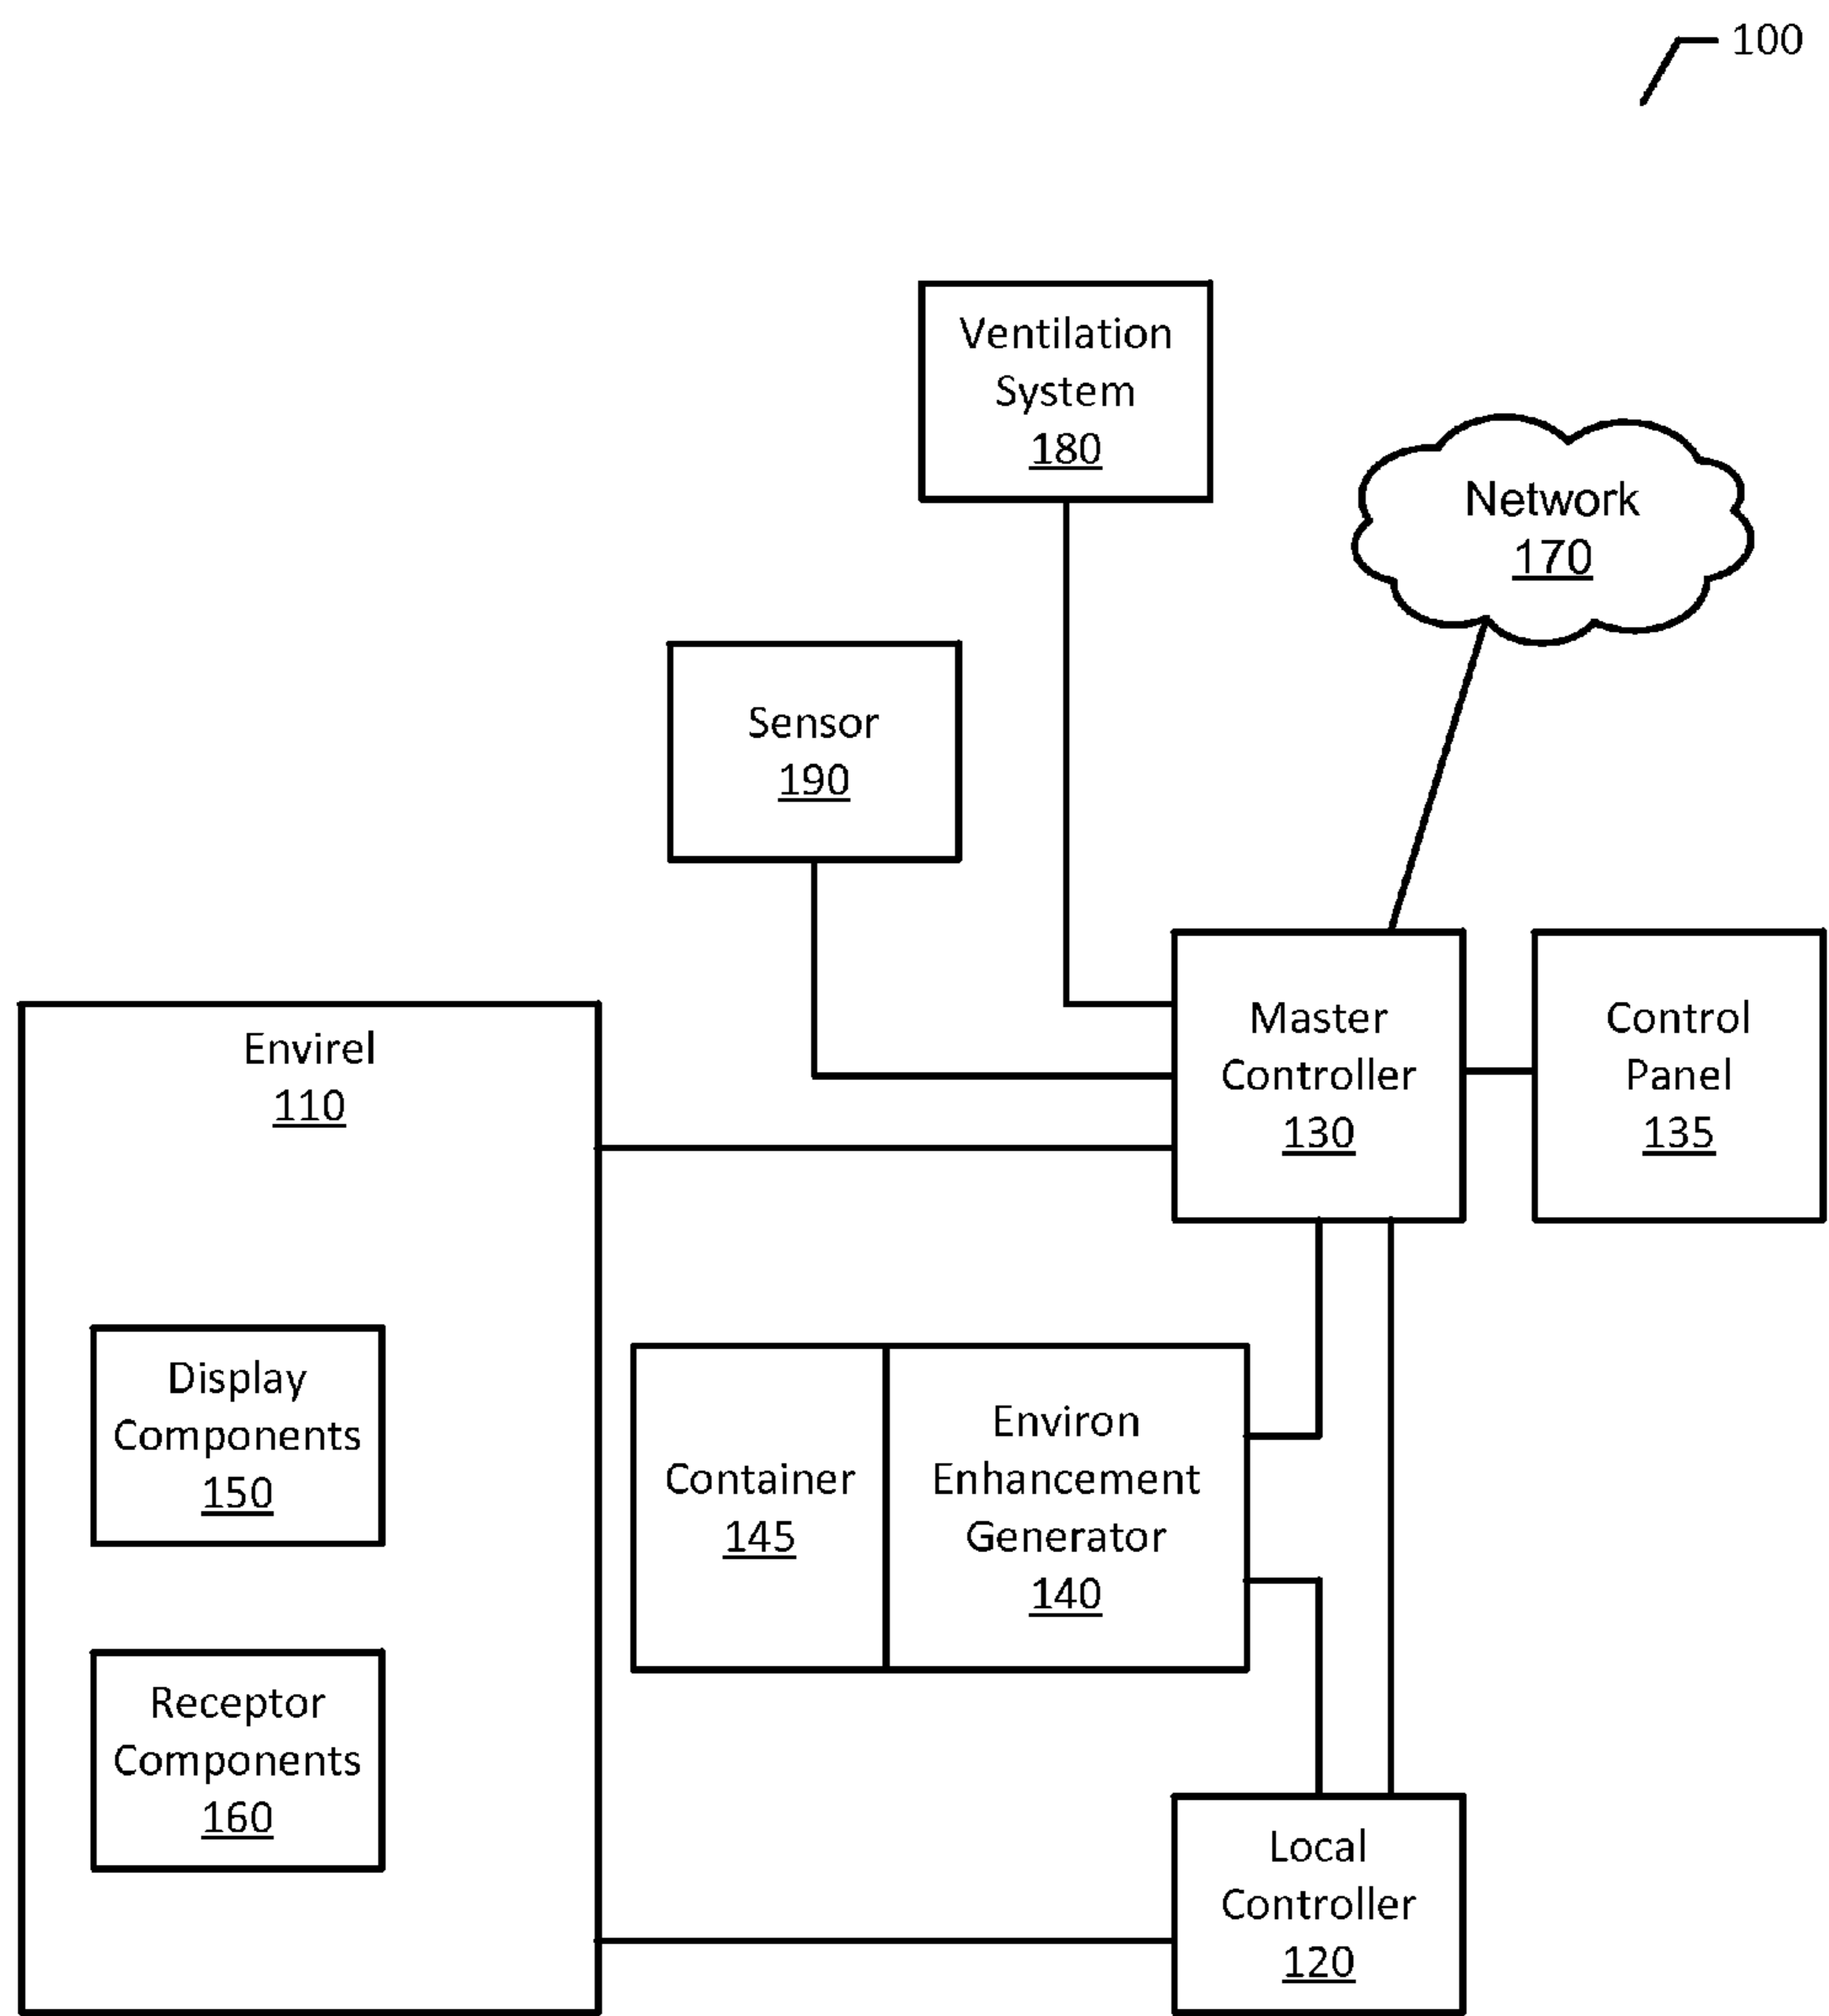 100
Ventilation
System
180
Network
170
Sensor
190
Master
Controller
130
Control
Panel
135
Envirel
110
Display
Components
150
Container
145
Environ
Enhancement
Generator
140
Receptor
Components
160
Local
Controller
120